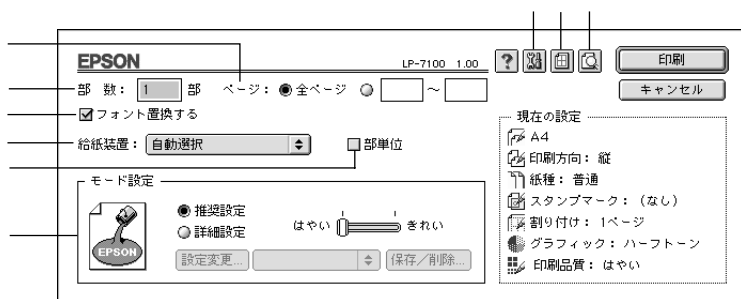 EPSON LP-7100 1.00 ? 印刷
部 数： 1 部 ページ： 全ページ ～ キャンセル
フォント置換する
給紙装置： 自動選択 部単位
モード設定
EPSON
推奨設定
詳細設定
はやい きれい
設定変更... 保存／削除...
現在の設定
A4
印刷方向： 縦
紙種： 普通
スタンプマーク： （なし）
割り付け： 1ページ
グラフィック： ハーフトーン
印刷品質： はやい